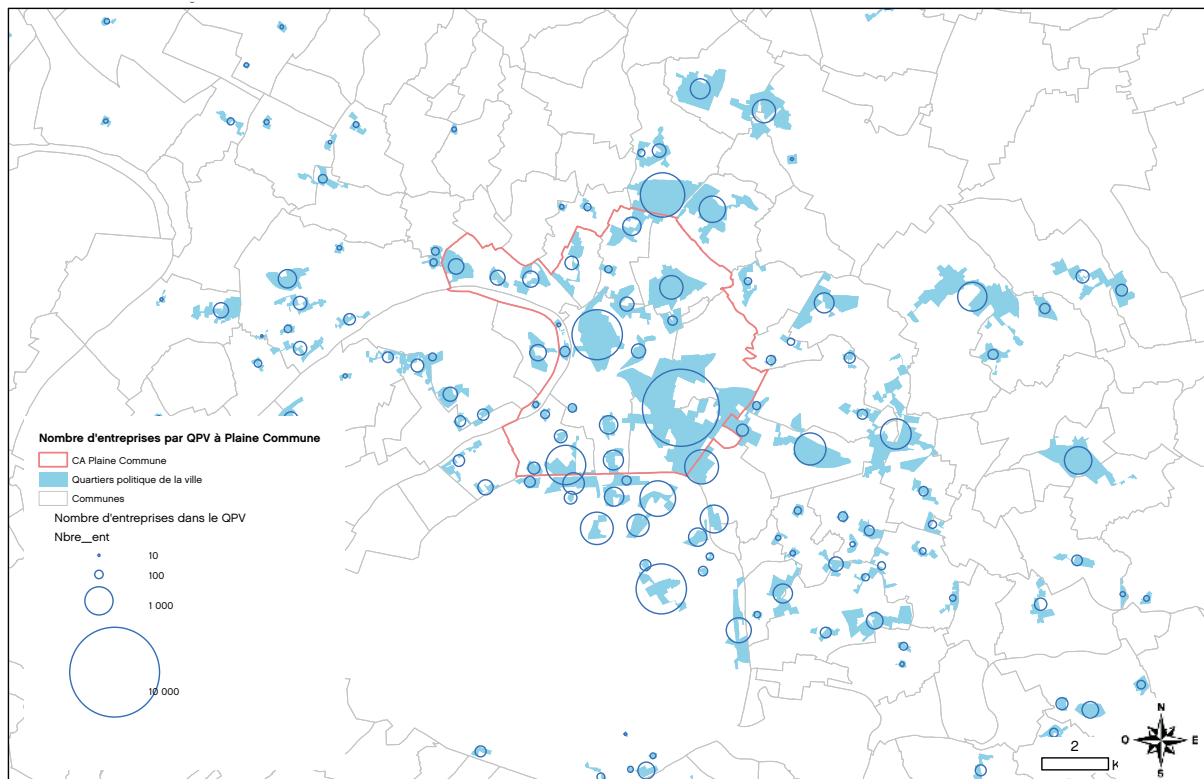 Nombre d'entreprises par QPV à Plaine Commune
CA Plaine Commune
Quartiers politique de la ville
Communes
Nombre d'entreprises dans le QPV
Nbre_ent
10
100
1 000
10 000
N
O
E
S
2